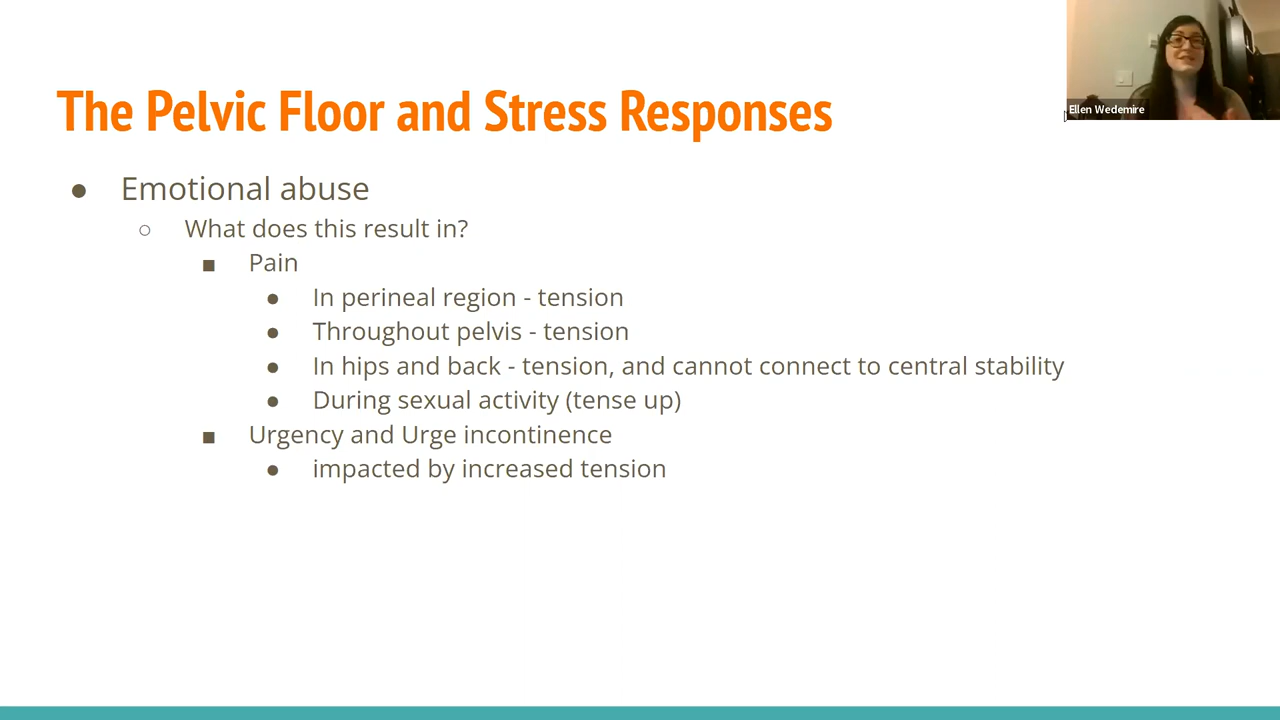 Ellen Wedemire
The Pelvic Floor and Stress Responses
● Emotional abuse
○ What does this result in?
■ Pain
● In perineal region - tension
● Throughout pelvis - tension
● In hips and back - tension, and cannot connect to central stability
● During sexual activity (tense up)
■ Urgency and Urge incontinence
● impacted by increased tension